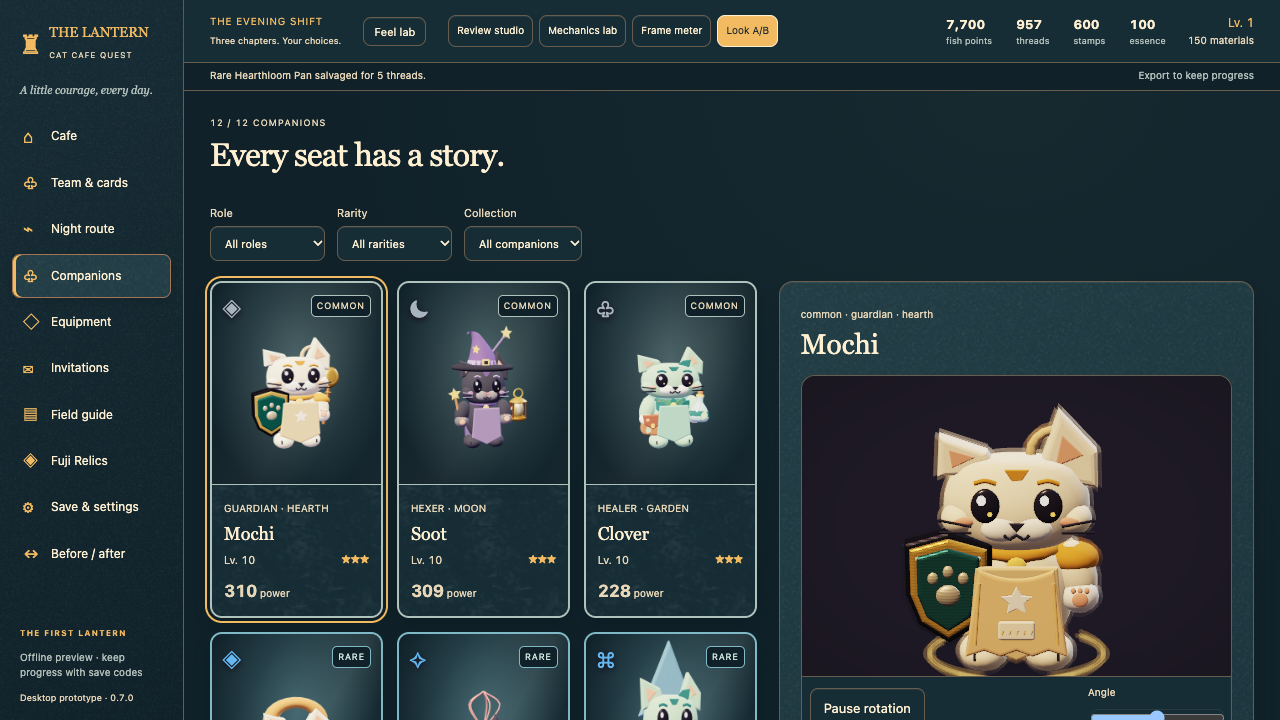 THE LANTERN
CAT CAFE QUEST
A little courage, every day.
Cafe
Team & cards
Night route
Companions
Equipment
Invitations
Field guide
Fuji Relics
Save & settings
Before / after
THE FIRST LANTERN
Offline preview · keep
progress with save codes
Desktop prototype · 0.7.0
THE EVENING SHIFT
Three chapters. Your choices.
Feel lab
Review studio
Mechanics lab
Frame meter
Look A/B
7,700
fish points
957
threads
600
stamps
100
essence
Lv. 1
150 materials
Rare Hearthloom Pan salvaged for 5 threads.
Export to keep progress
12 / 12 COMPANIONS
Every seat has a story.
Role
All roles
Rarity
All rarities
Collection
All companions
COMMON
GUARDIAN · HEARTH
Mochi
Lv. 10
310 power
COMMON
HEXER · MOON
Soot
Lv. 10
309 power
COMMON
HEALER · GARDEN
Clover
Lv. 10
228 power
RARE
RARE
RARE
common · guardian · hearth
Mochi
Pause rotation
Angle